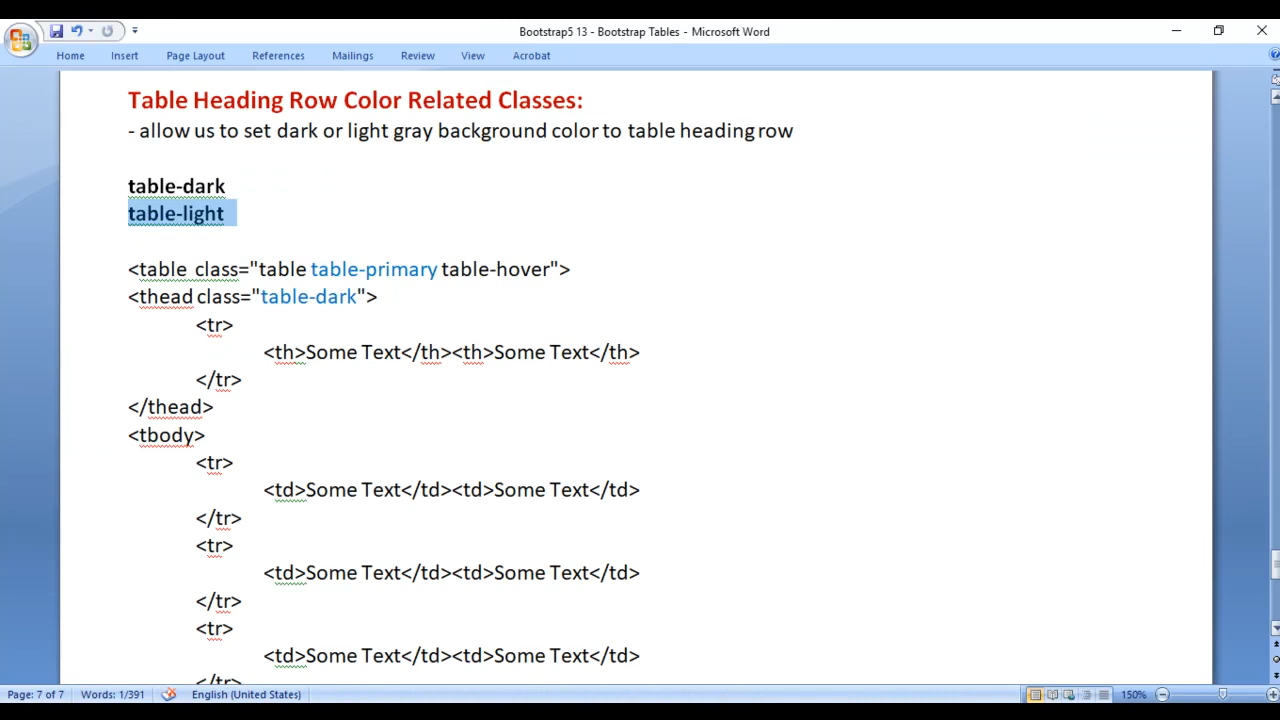 Bootstrap5 13 - Bootstrap Tables - Microsoft Word
Home Insert Page Layout References Mailings Review View Acrobat
Table Heading Row Color Related Classes:
- allow us to set dark or light gray background color to table heading row
table-dark
table-light
<table class="table table-primary table-hover">
<thead class="table-dark">
<tr>
<th>Some Text</th><th>Some Text</th>
</tr>
</thead>
<tbody>
<tr>
<td>Some Text</td><td>Some Text</td>
</tr>
<tr>
<td>Some Text</td><td>Some Text</td>
</tr>
<tr>
<td>Some Text</td><td>Some Text</td>
</tr>
Page: 7 of 7 Words: 1/391 English (United States) 150%